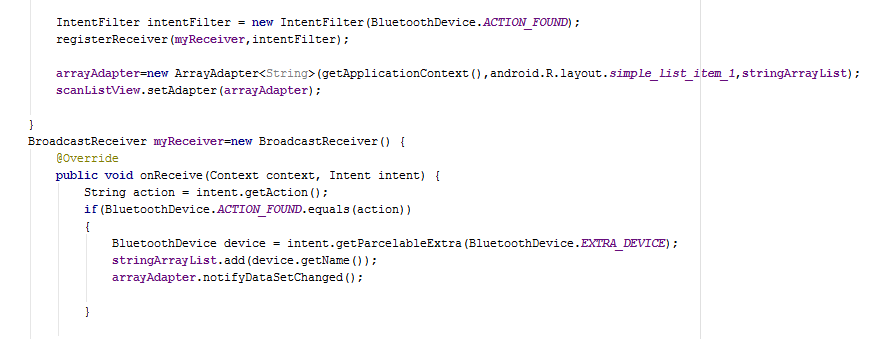 IntentFilter intentFilter = new IntentFilter(BluetoothDevice.ACTION_FOUND);
registerReceiver(myReceiver,intentFilter);
arrayAdapter=new ArrayAdapter<String>(getApplicationContext(),android.R.layout.simple_list_item_1,stringArrayList);
scanListView.setAdapter(arrayAdapter);
}
BroadcastReceiver myReceiver=new BroadcastReceiver() {
@Override
public void onReceive(Context context, Intent intent) {
String action = intent.getAction();
if(BluetoothDevice.ACTION_FOUND.equals(action))
{
BluetoothDevice device = intent.getParcelableExtra(BluetoothDevice.EXTRA_DEVICE);
stringArrayList.add(device.getName());
arrayAdapter.notifyDataSetChanged();
}